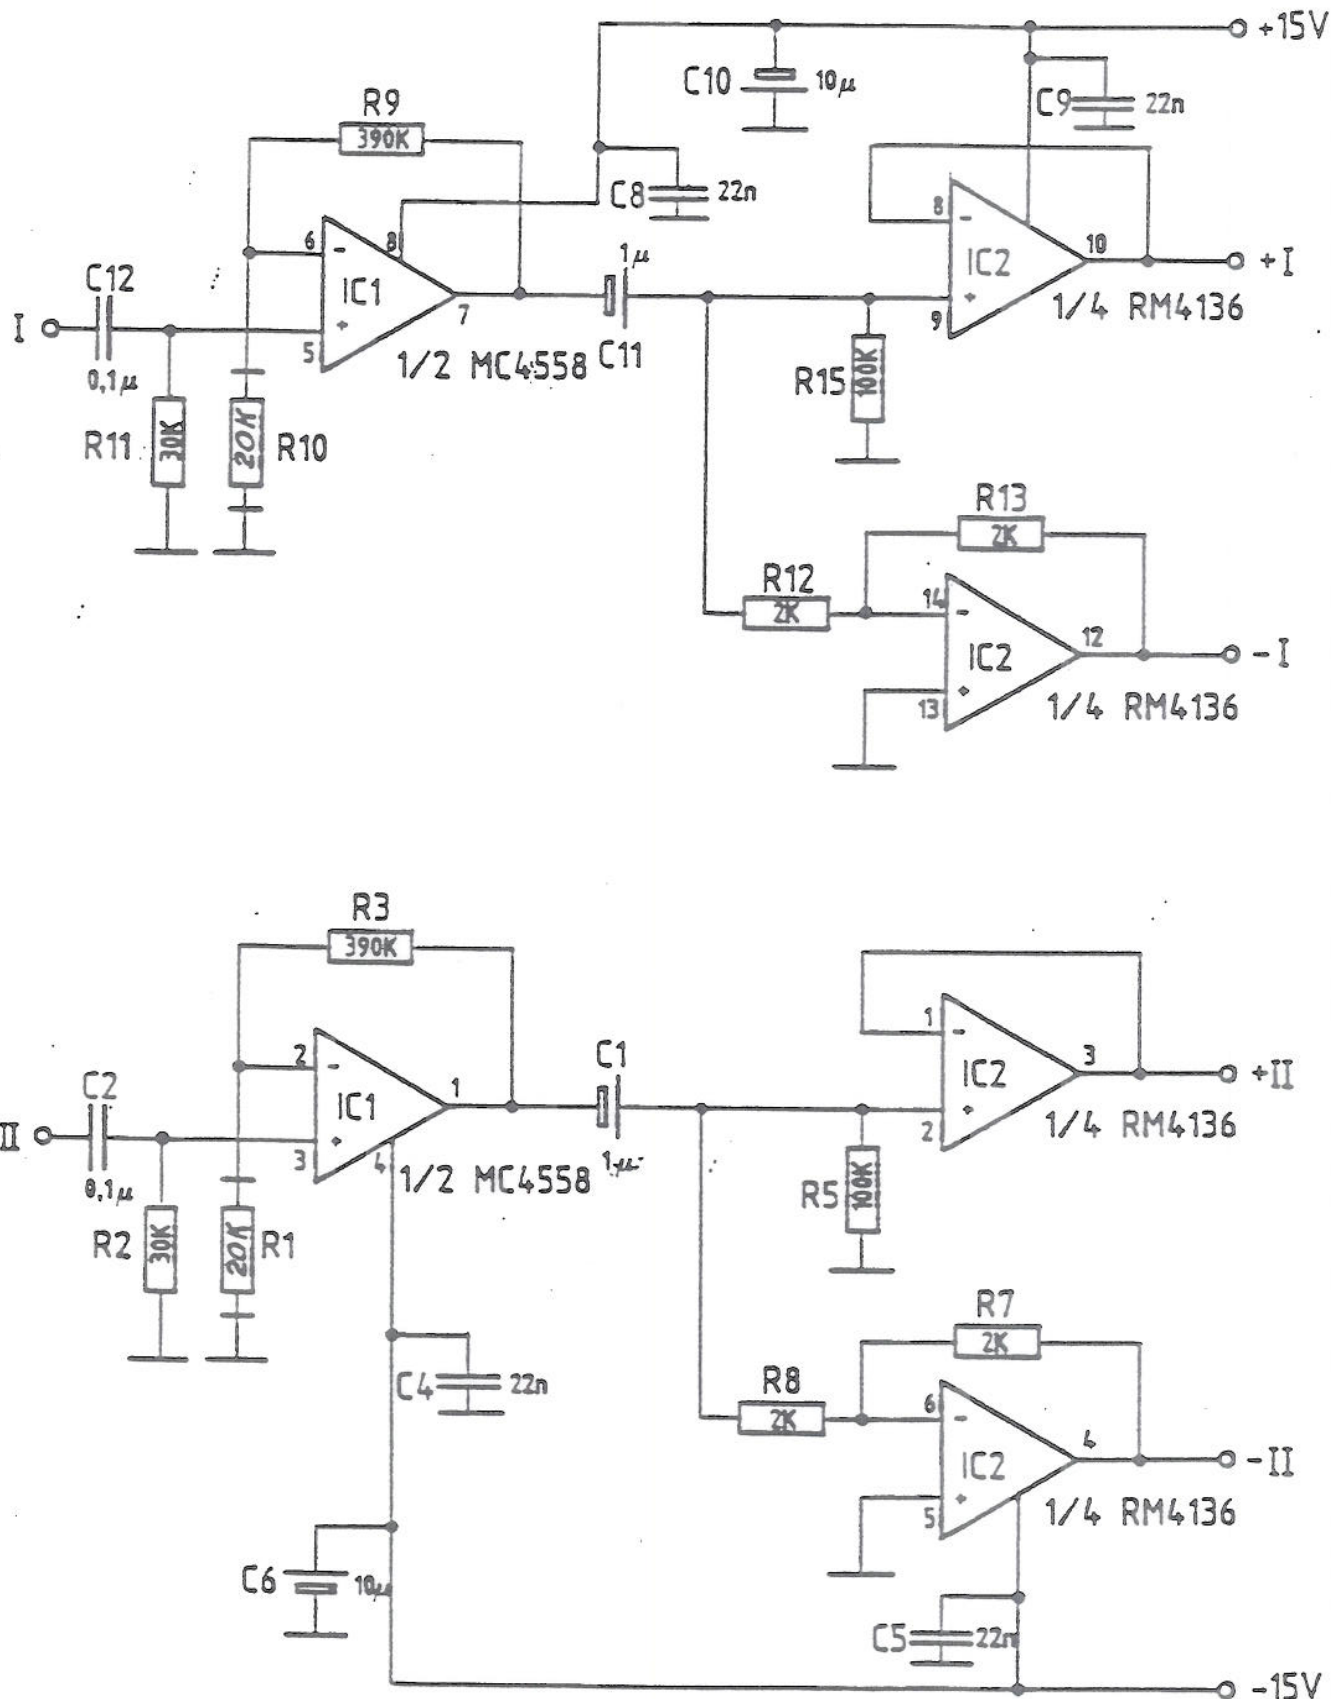 +15V
C10
10µ
C9
22n
R9
390K
C8
22n
6
-
8
IC1
+
5
7
1/2 MC4558
C12
I
0,1µ
R11
30K
20K
R10
1µ
C11
8
-
IC2
+
9
10
+I
1/4 RM4136
R15
100K
R13
2K
R12
2K
14
-
IC2
+
13
12
-I
1/4 RM4136
R3
390K
2
-
IC1
+
3
4
1
1/2 MC4558
C2
II
0,1µ
R2
30K
20K
R1
C1
1µ
1
-
IC2
+
2
3
+II
1/4 RM4136
R5
100K
R7
2K
R8
2K
6
-
IC2
+
5
4
-II
1/4 RM4136
C4
22n
C6
10µ
C5
22n
-15V